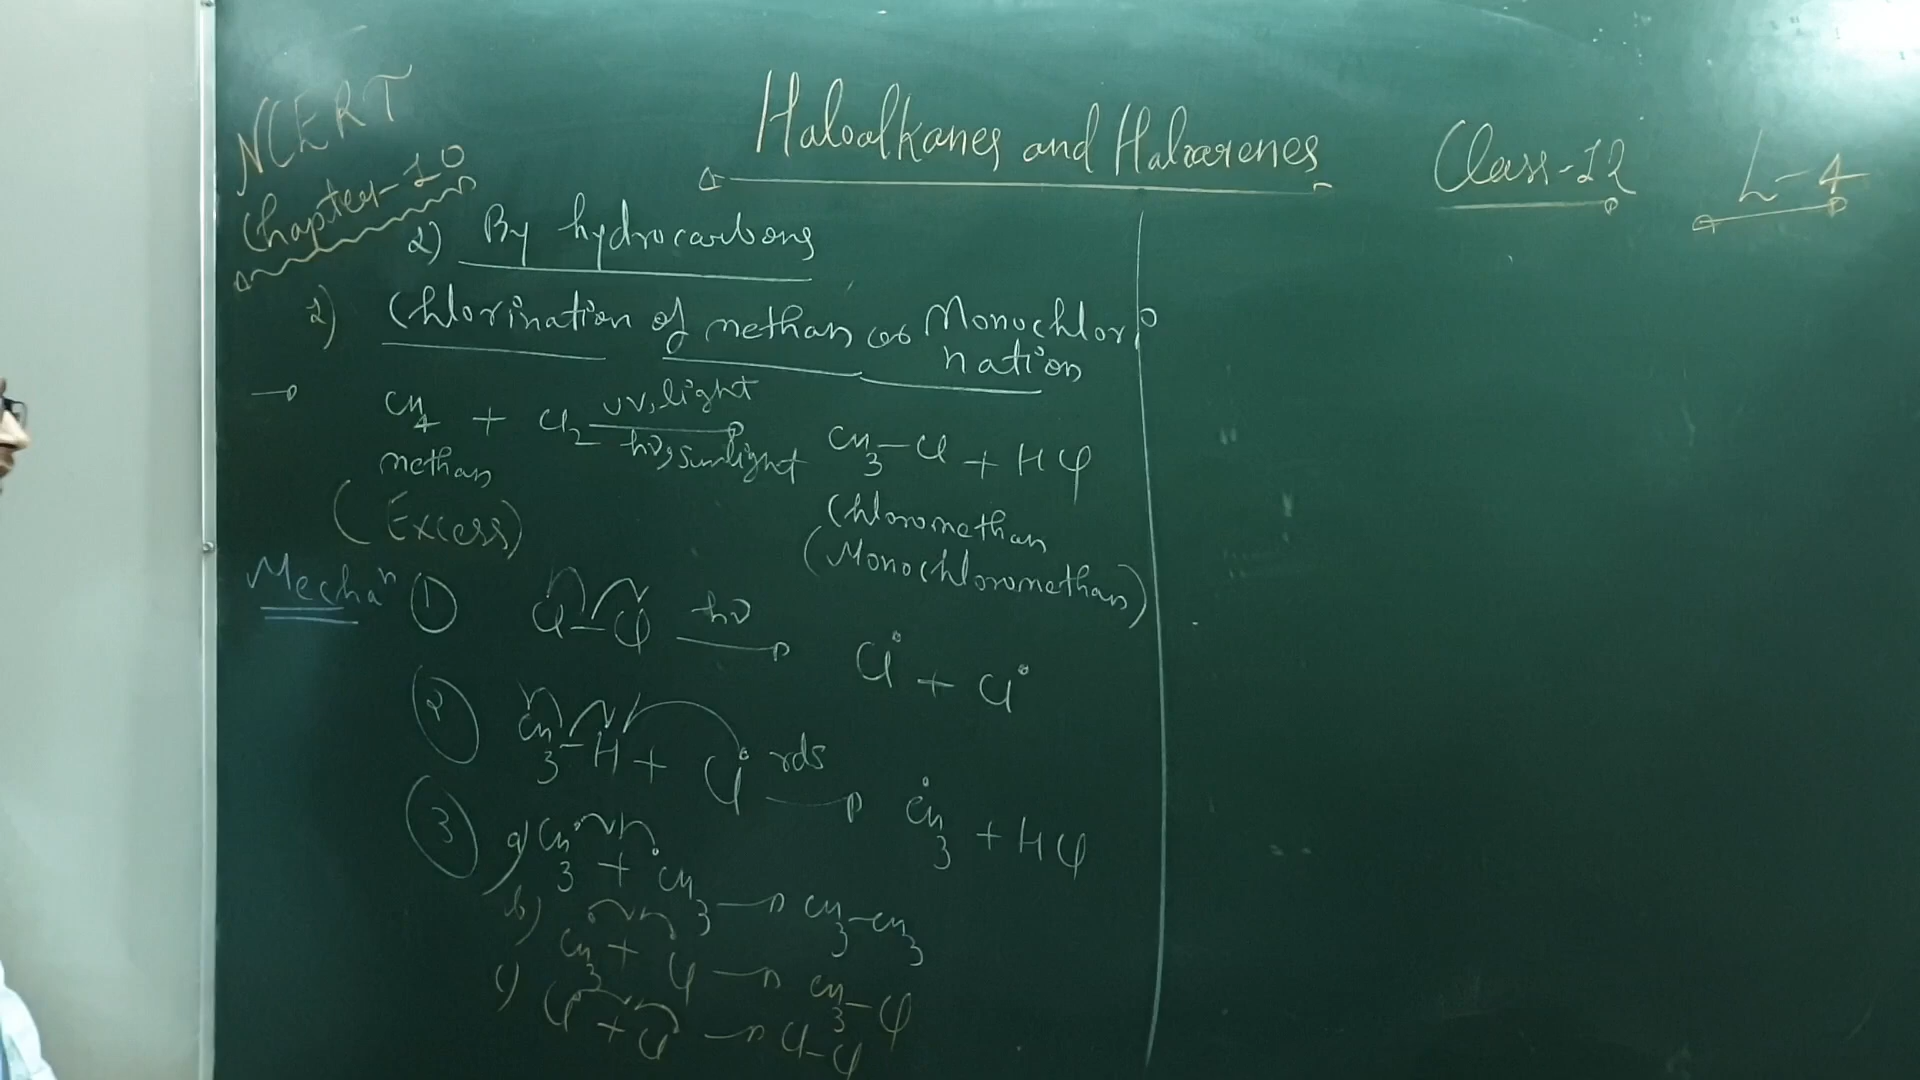 NCERT
Chapter-10
Haloalkanes and Haloarenes
Class-12
L-4
2) By hydrocarbons
1) Chlorination of methan or Monochlori
nation
→ CH4 + Cl2 uv, light → hν, sunlight CH3-Cl + HCl
methan
(Excess)
Chloromethan
(Monochloromethan)
Mechan
① Cl-Cl hν → Cl• + Cl•
② CH3-H + Cl• rds → •CH3 + HCl
③ a) CH3• + •CH3 → CH3-CH3
b) CH3 + Cl → CH3-Cl
c) Cl + Cl → Cl-Cl